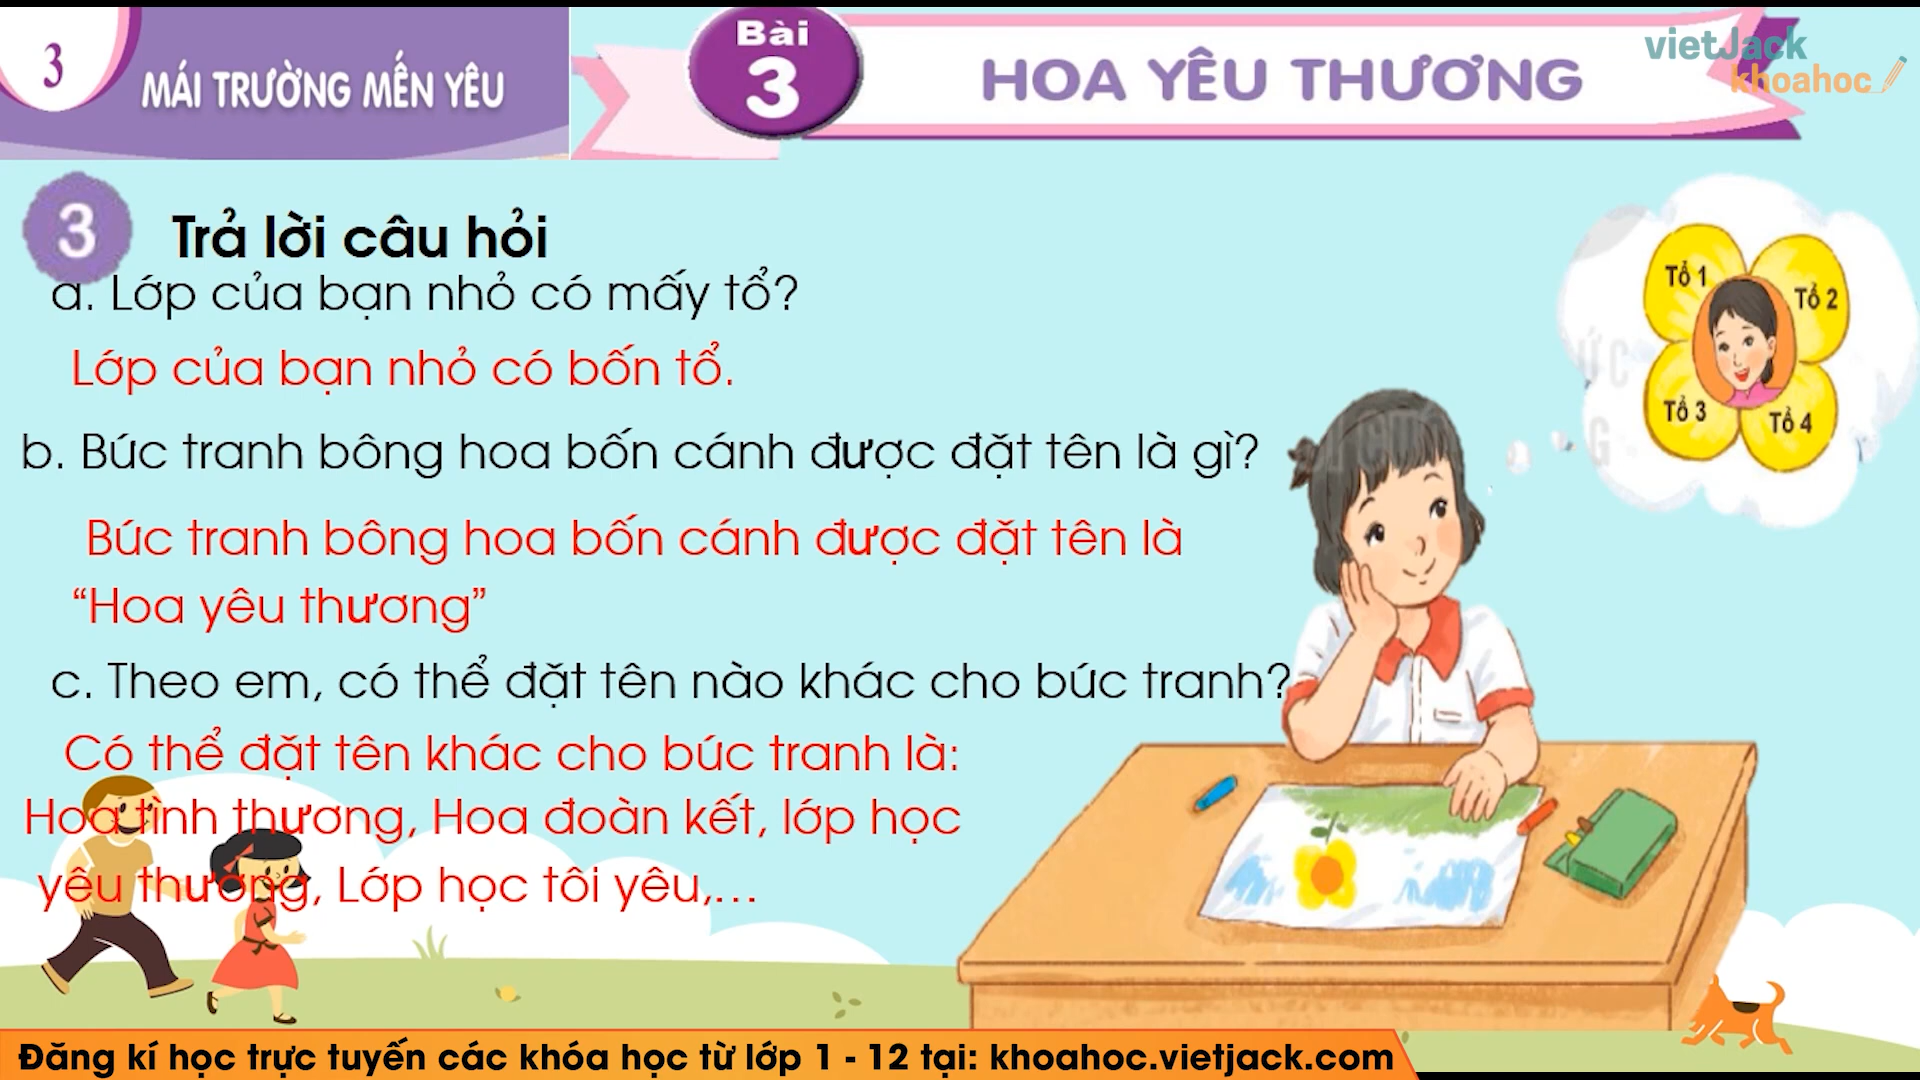 3
MÁI TRƯỜNG MẾN YÊU
Bài
3
HOA YÊU THƯƠNG
vietJack
khoahoc
3
Trả lời câu hỏi
a. Lớp của bạn nhỏ có mấy tổ?
Lớp của bạn nhỏ có bốn tổ.
b. Bức tranh bông hoa bốn cánh được đặt tên là gì?
Bức tranh bông hoa bốn cánh được đặt tên là
“Hoa yêu thương”
c. Theo em, có thể đặt tên nào khác cho bức tranh?
Có thể đặt tên khác cho bức tranh là:
Hoa tình thương, Hoa đoàn kết, lớp học
yêu thương, Lớp học tôi yêu,...
Tổ 1
Tổ 2
Tổ 3
Tổ 4
Đăng kí học trực tuyến các khóa học từ lớp 1 - 12 tại: khoahoc.vietjack.com